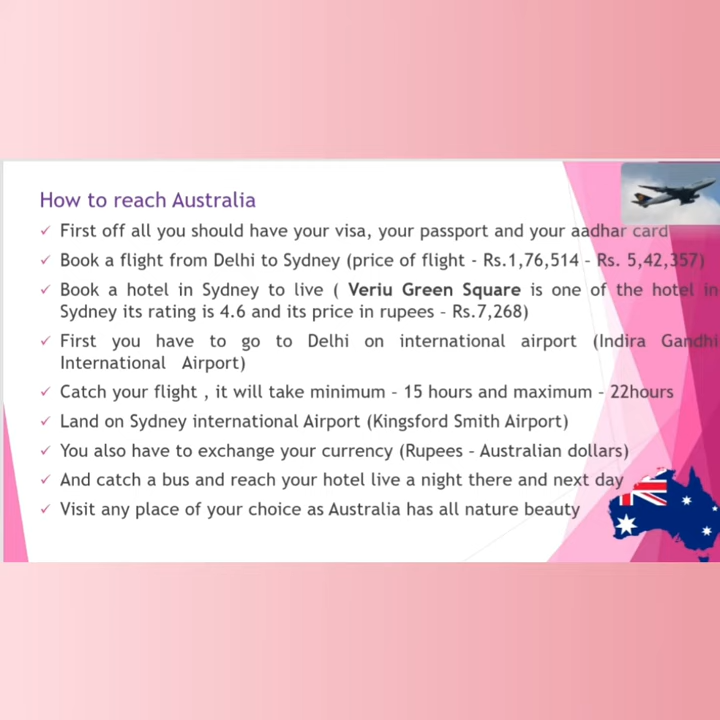 How to reach Australia
✓ First off all you should have your visa, your passport and your aadhar card
✓ Book a flight from Delhi to Sydney (price of flight - Rs.1,76,514 – Rs. 5,42,357)
✓ Book a hotel in Sydney to live ( Veriu Green Square is one of the hotel in
Sydney its rating is 4.6 and its price in rupees – Rs.7,268)
✓ First you have to go to Delhi on international airport (Indira Gandhi
International Airport)
✓ Catch your flight , it will take minimum – 15 hours and maximum – 22hours
✓ Land on Sydney international Airport (Kingsford Smith Airport)
✓ You also have to exchange your currency (Rupees – Australian dollars)
✓ And catch a bus and reach your hotel live a night there and next day
✓ Visit any place of your choice as Australia has all nature beauty